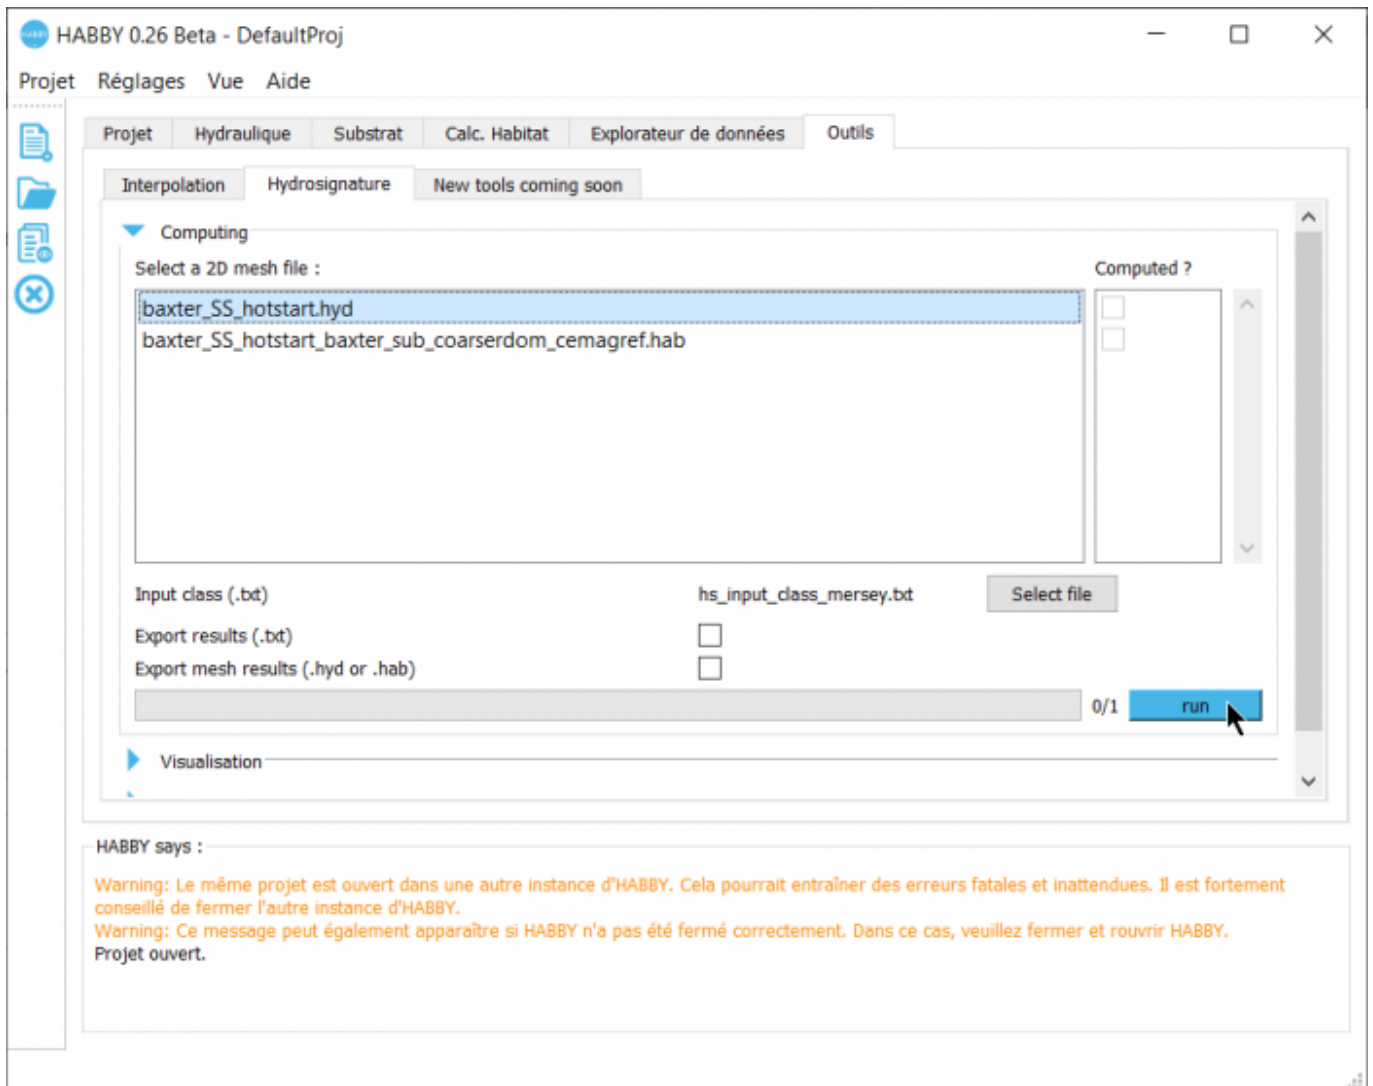 HABBY 0.26 Beta - DefaultProj
Projet Réglages Vue Aide
Projet Hydraulique Substrat Calc. Habitat Explorateur de données Outils
Interpolation Hydrosignature New tools coming soon
Computing
Select a 2D mesh file : Computed ?
baxter_SS_hotstart.hyd
baxter_SS_hotstart_baxter_sub_coarserdom_cemagref.hab
Input class (.txt) hs_input_class_mersey.txt Select file
Export results (.txt)
Export mesh results (.hyd or .hab)
0/1 run
Visualisation
HABBY says :
Warning: Le même projet est ouvert dans une autre instance d'HABBY. Cela pourrait entraîner des erreurs fatales et inattendues. Il est fortement
conseillé de fermer l'autre instance d'HABBY.
Warning: Ce message peut également apparaître si HABBY n'a pas été fermé correctement. Dans ce cas, veuillez fermer et rouvrir HABBY.
Projet ouvert.